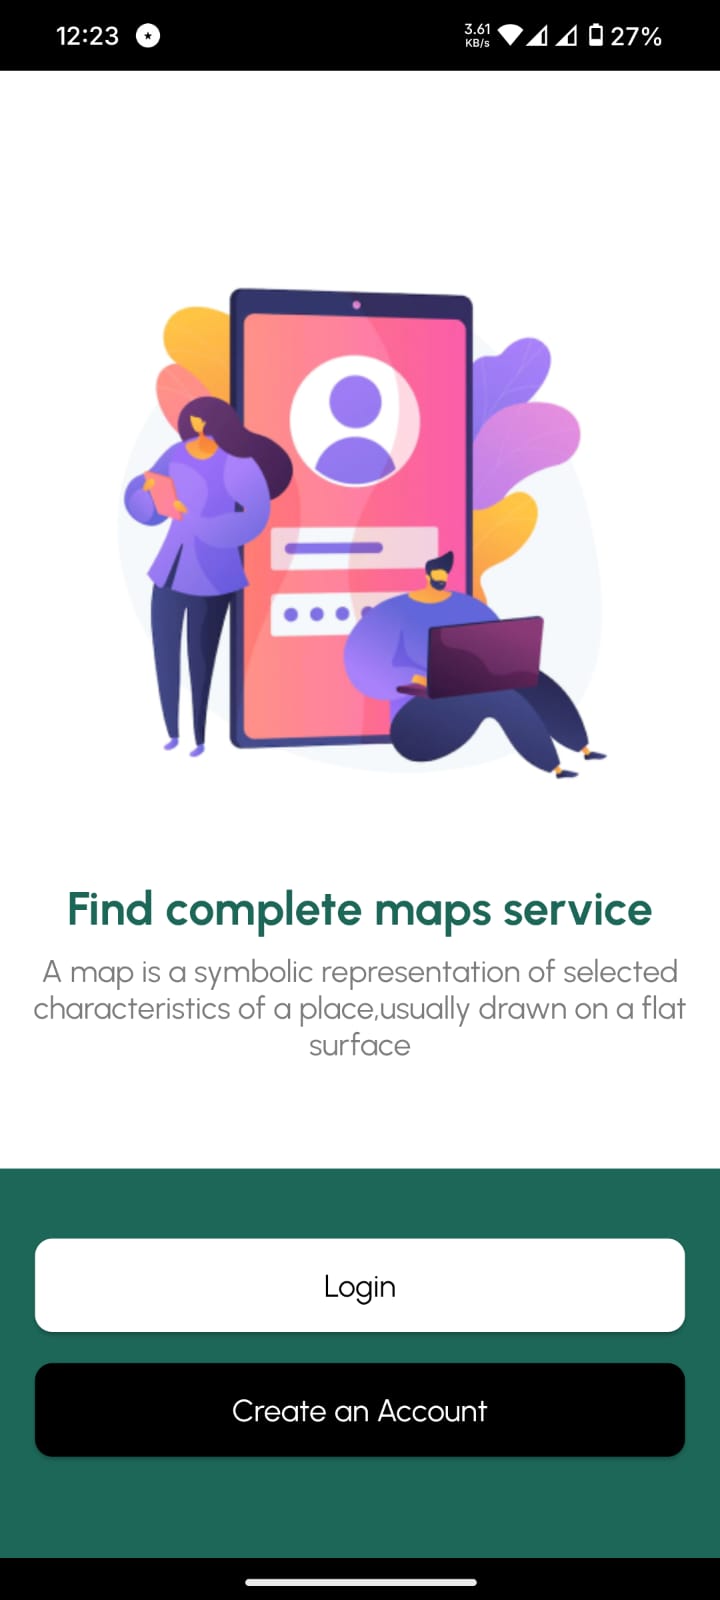 12:23
3.61
KB/s
27%
Find complete maps service
A map is a symbolic representation of selected
characteristics of a place,usually drawn on a flat
surface
Login
Create an Account